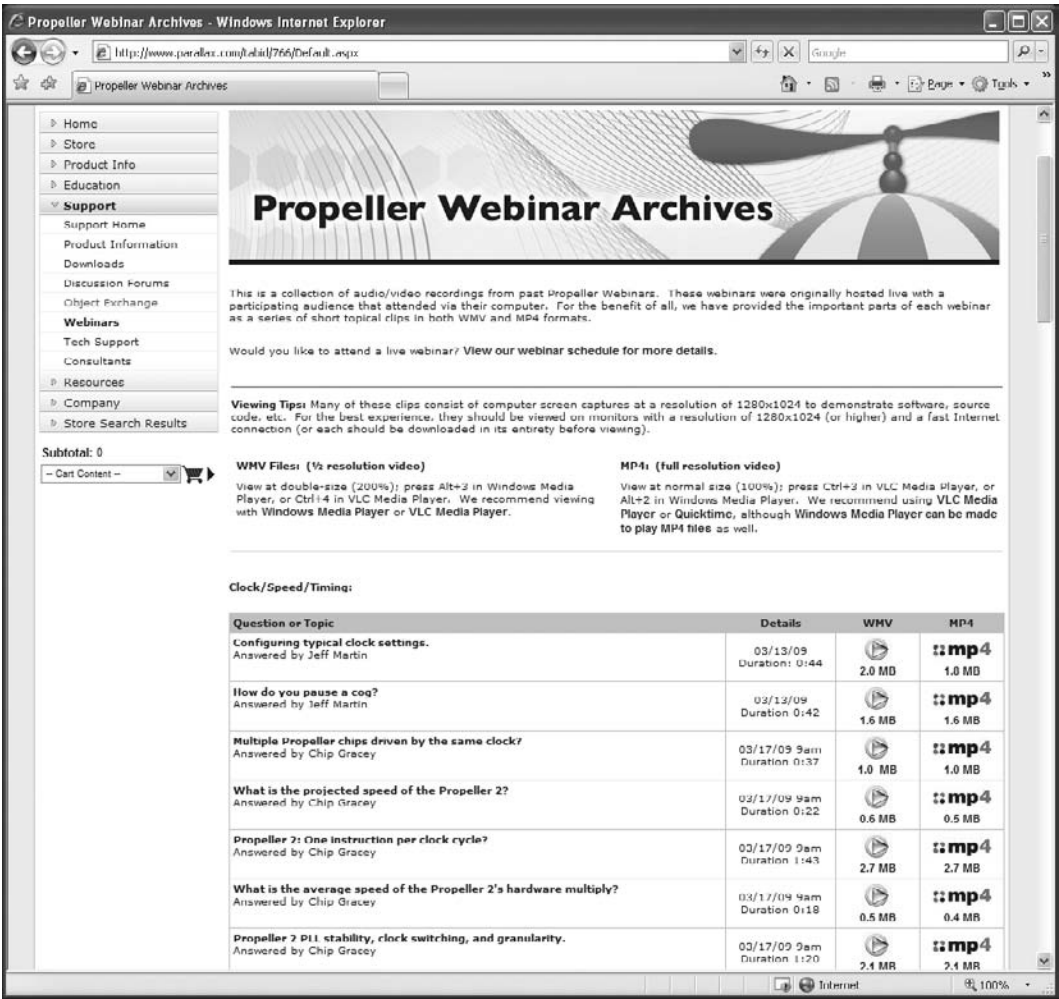 Propeller Webinar Archives - Windows Internet Explorer
http://www.parallax.com/tabid/766/Default.aspx
Google
Propeller Webinar Archives
Page
Tools
Home
Store
Product Info
Education
Support
Support Home
Product Information
Downloads
Discussion Forums
Object Exchange
Webinars
Tech Support
Consultants
Resources
Company
Store Search Results
Subtotal: 0
-- Cart Content --
Propeller Webinar Archives
This is a collection of audio/video recordings from past Propeller Webinars. These webinars were originally hosted live with a
participating audience that attended via their computer. For the benefit of all, we have provided the important parts of each webinar
as a series of short topical clips in both WMV and MP4 formats.
Would you like to attend a live webinar? View our webinar schedule for more details.
Viewing Tips: Many of these clips consist of computer screen captures at a resolution of 1280x1024 to demonstrate software, source
code, etc. For the best experience, they should be viewed on monitors with a resolution of 1280x1024 (or higher) and a fast Internet
connection (or each should be downloaded in its entirety before viewing).
WMV Files: (½ resolution video)
View at double-size (200%); press Alt+3 in Windows Media
Player, or Ctrl+4 in VLC Media Player. We recommend viewing
with Windows Media Player or VLC Media Player.
MP4: (full resolution video)
View at normal size (100%); press Ctrl+3 in VLC Media Player, or
Alt+2 in Windows Media Player. We recommend using VLC Media
Player or Quicktime, although Windows Media Player can be made
to play MP4 files as well.
Clock/Speed/Timing:
Question or Topic Details WMV MP4
Configuring typical clock settings.
Answered by Jeff Martin
03/13/09
Duration: 0:44
2.0 MB
mp4
1.8 MB
How do you pause a cog?
Answered by Jeff Martin
03/13/09
Duration 0:42
1.6 MB
mp4
1.6 MB
Multiple Propeller chips driven by the same clock?
Answered by Chip Gracey
03/17/09 9am
Duration 0:37
1.0 MB
mp4
1.0 MB
What is the projected speed of the Propeller 2?
Answered by Chip Gracey
03/17/09 9am
Duration 0:22
0.6 MB
mp4
0.5 MB
Propeller 2: One instruction per clock cycle?
Answered by Chip Gracey
03/17/09 9am
Duration 1:43
2.7 MB
mp4
2.7 MB
What is the average speed of the Propeller 2's hardware multiply?
Answered by Chip Gracey
03/17/09 9am
Duration 0:18
0.5 MB
mp4
0.4 MB
Propeller 2 PLL stability, clock switching, and granularity.
Answered by Chip Gracey
03/17/09 9am
Duration 1:20
2.1 MB
mp4
2.1 MB
Internet
100%